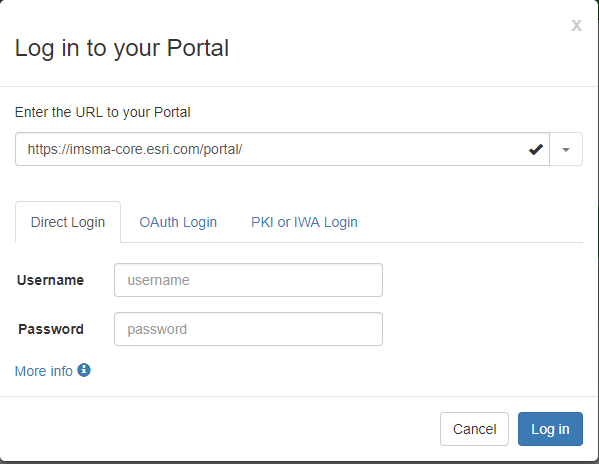 x
Log in to your Portal
Enter the URL to your Portal
https://imsma-core.esri.com/portal/
Direct Login OAuth Login PKI or IWA Login
Username username
Password password
More info
Cancel Log in